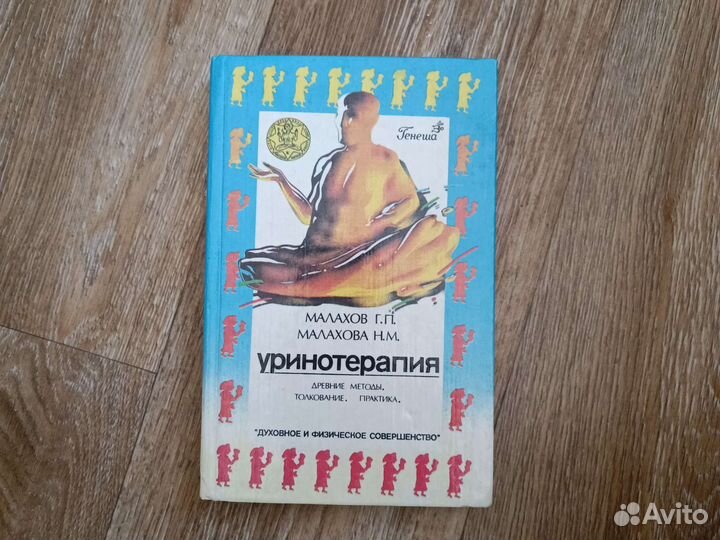 Генеша
МАЛАХОВ Г.П.
МАЛАХОВА Н.М.
уринотерапия
ДРЕВНИЕ МЕТОДЫ.
ТОЛКОВАНИЕ. ПРАКТИКА.
"ДУХОВНОЕ И ФИЗИЧЕСКОЕ СОВЕРШЕНСТВО"
Avito